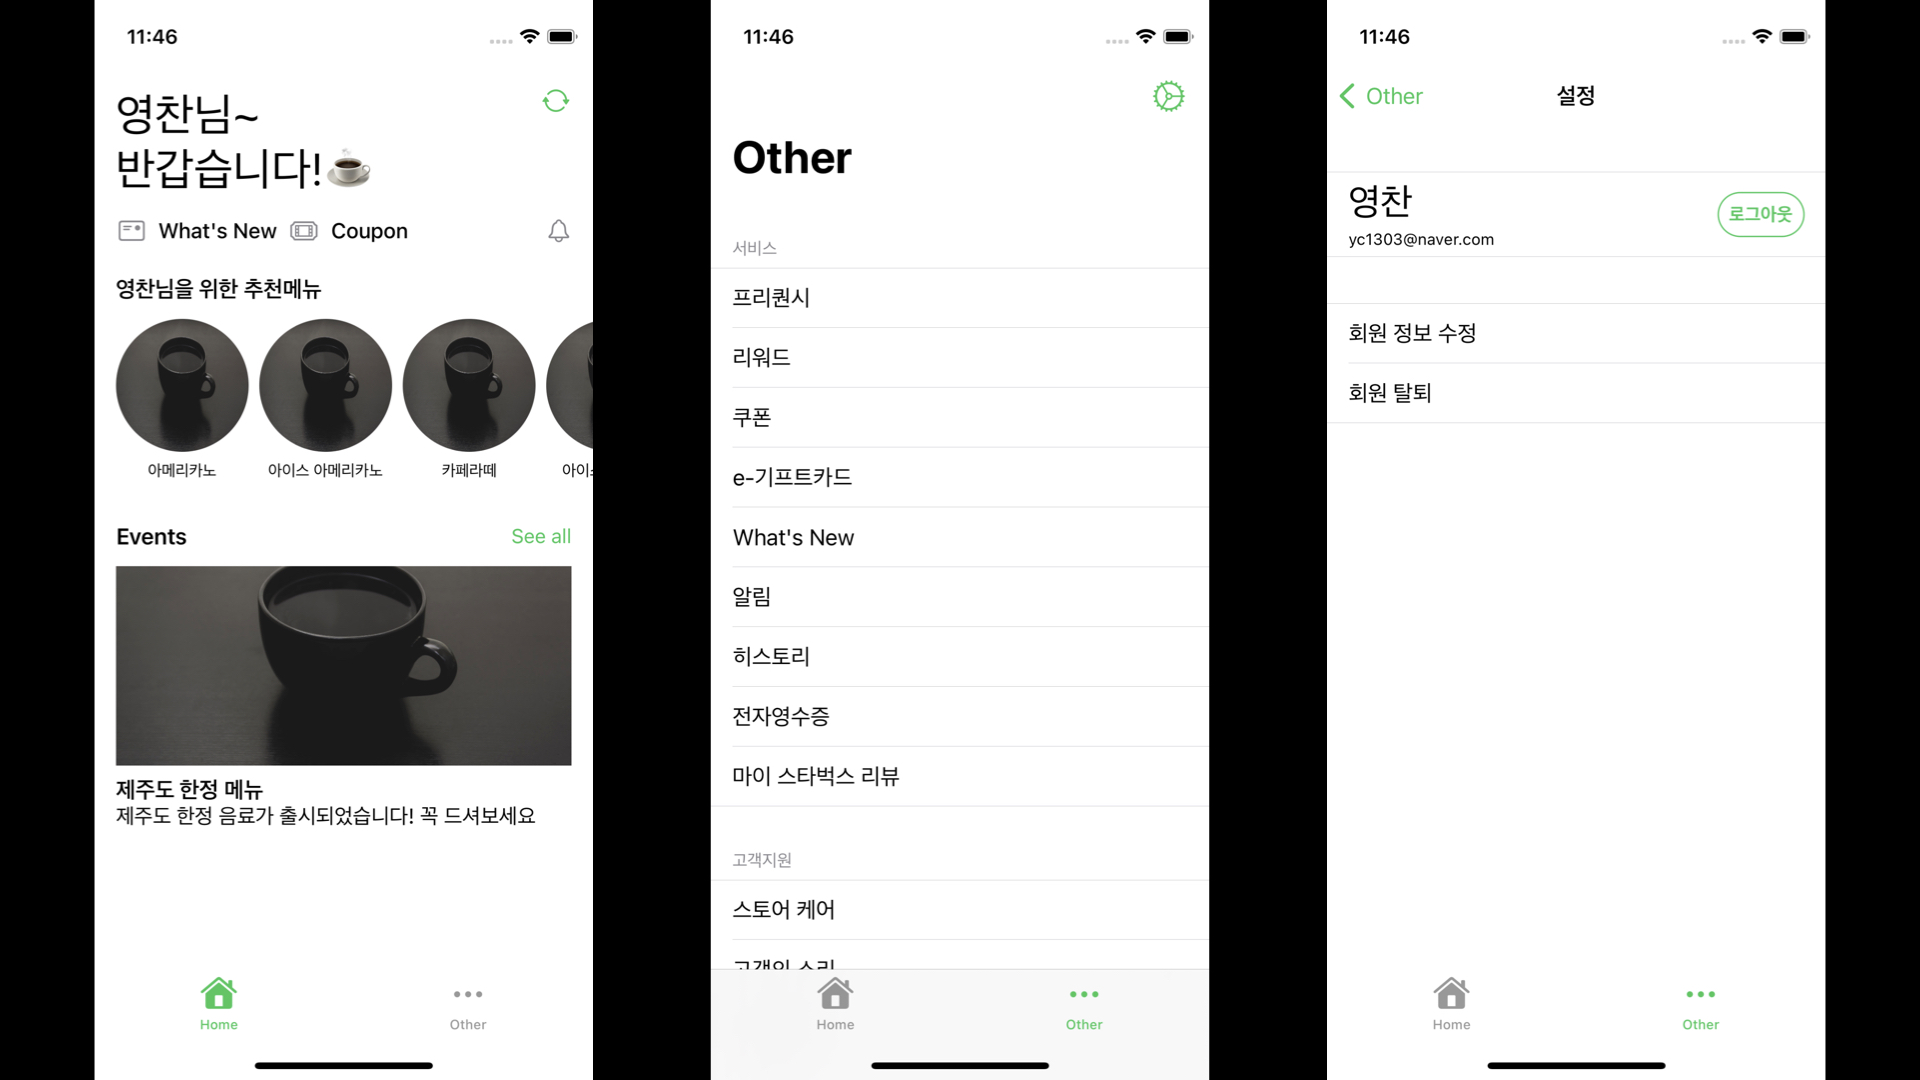 11:46
영찬님~
반갑습니다!☕
What's New Coupon
영찬님을 위한 추천메뉴
아메리카노
아이스 아메리카노
카페라떼
Events
See all
제주도 한정 메뉴
제주도 한정 음료가 출시되었습니다! 꼭 드셔보세요
Home
Other
11:46
Other
서비스
프리퀀시
리워드
쿠폰
e-기프트카드
What's New
알림
히스토리
전자영수증
마이 스타벅스 리뷰
고객지원
스토어 케어
고객의 소리
Home
Other
11:46
Other
설정
영찬
yc1303@naver.com
로그아웃
회원 정보 수정
회원 탈퇴
Home
Other